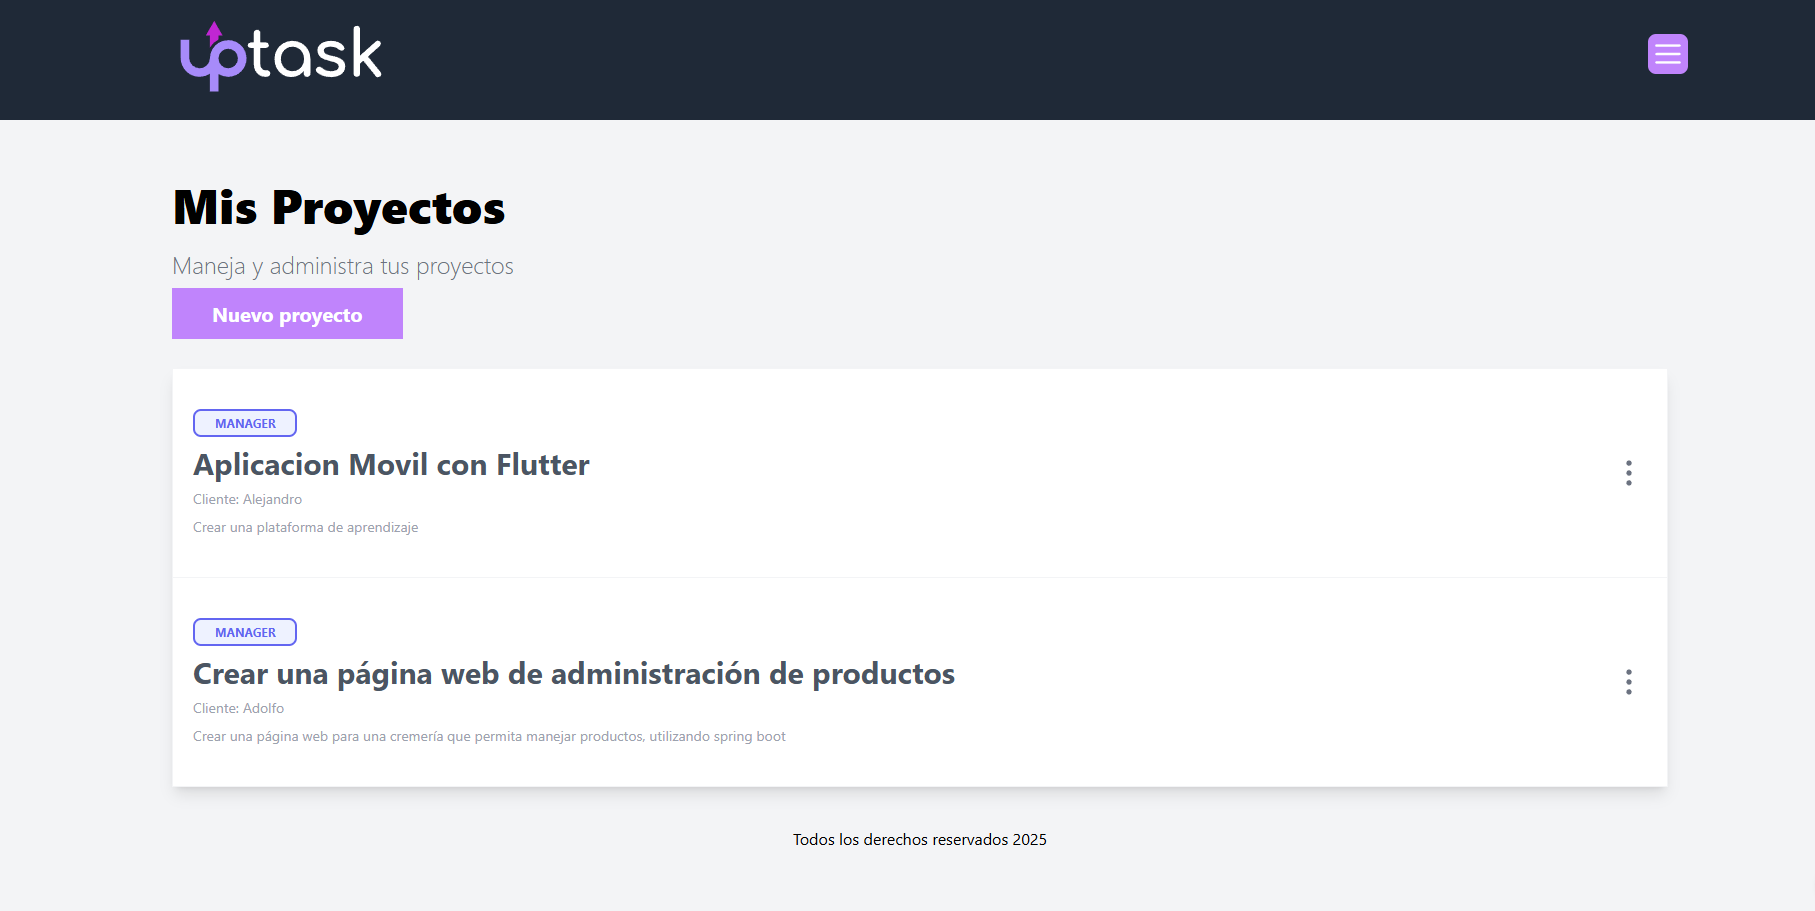 uptask
Mis Proyectos
Maneja y administra tus proyectos
Nuevo proyecto
MANAGER
Aplicacion Movil con Flutter
Cliente: Alejandro
Crear una plataforma de aprendizaje
MANAGER
Crear una página web de administración de productos
Cliente: Adolfo
Crear una página web para una cremería que permita manejar productos, utilizando spring boot
Todos los derechos reservados 2025